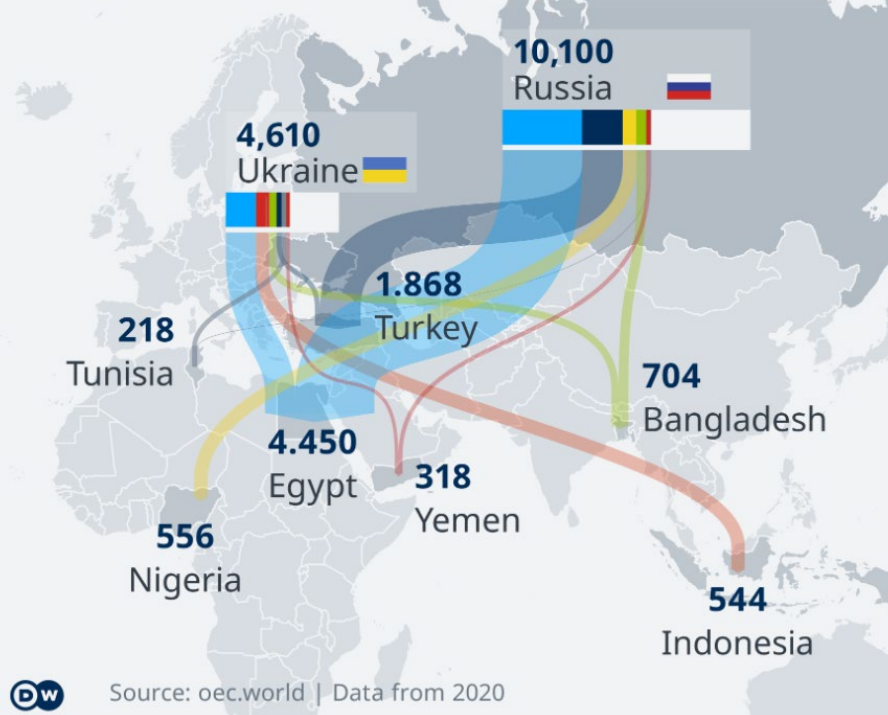 10,100
Russia
4,610
Ukraine
1.868
Turkey
218
Tunisia
704
Bangladesh
4.450
Egypt
318
Yemen
556
Nigeria
544
Indonesia
DW Source: oec.world | Data from 2020